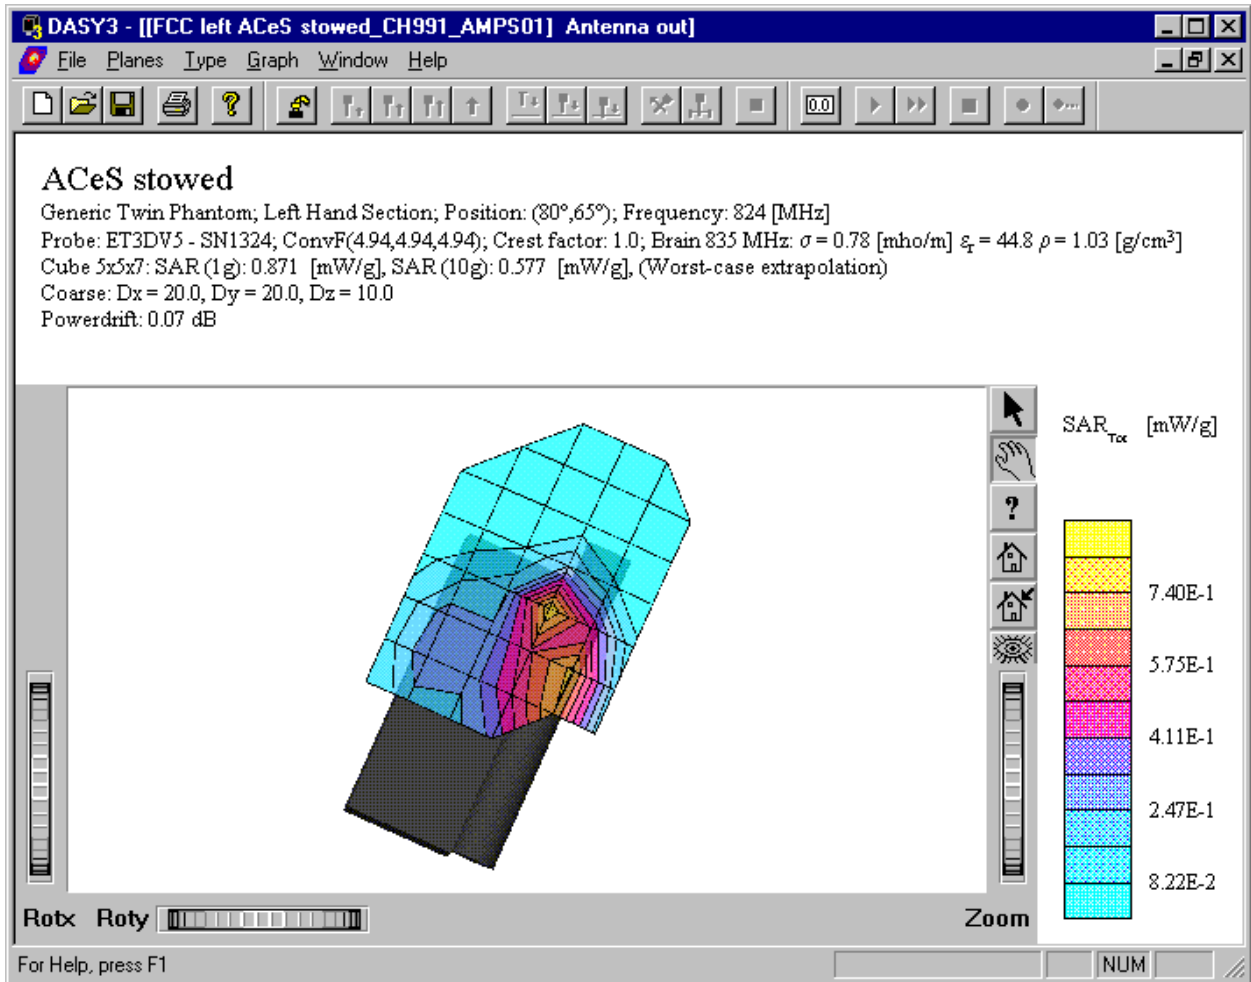 DASY3 - [[FCC left ACeS stowed_CH991_AMPS01] Antenna out]
File Planes Type Graph Window Help
0.0
ACeS stowed
Generic Twin Phantom; Left Hand Section; Position: (80°,65°); Frequency: 824 [MHz]
Probe: ET3DV5 - SN1324; ConvF(4.94,4.94,4.94); Crest factor: 1.0; Brain 835 MHz: σ = 0.78 [mho/m] εr = 44.8 ρ = 1.03 [g/cm³]
Cube 5x5x7: SAR (1g): 0.871 [mW/g], SAR (10g): 0.577 [mW/g], (Worst-case extrapolation)
Coarse: Dx = 20.0, Dy = 20.0, Dz = 10.0
Powerdrift: 0.07 dB
SARTot [mW/g]
7.40E-1
5.75E-1
4.11E-1
2.47E-1
8.22E-2
Rotx Roty Zoom
For Help, press F1 NUM